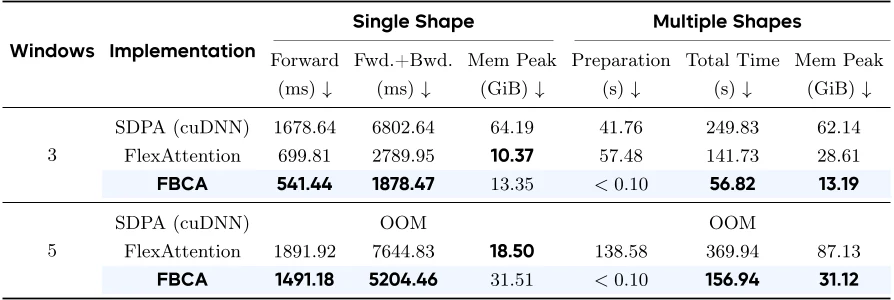 Single Shape Multiple Shapes
Windows Implementation Forward Fwd.+Bwd. Mem Peak Preparation Total Time Mem Peak
(ms) ↓ (ms) ↓ (GiB) ↓ (s) ↓ (s) ↓ (GiB) ↓
SDPA (cuDNN) 1678.64 6802.64 64.19 41.76 249.83 62.14
3 FlexAttention 699.81 2789.95 10.37 57.48 141.73 28.61
FBCA 541.44 1878.47 13.35 < 0.10 56.82 13.19
SDPA (cuDNN) OOM OOM
5 FlexAttention 1891.92 7644.83 18.50 138.58 369.94 87.13
FBCA 1491.18 5204.46 31.51 < 0.10 156.94 31.12